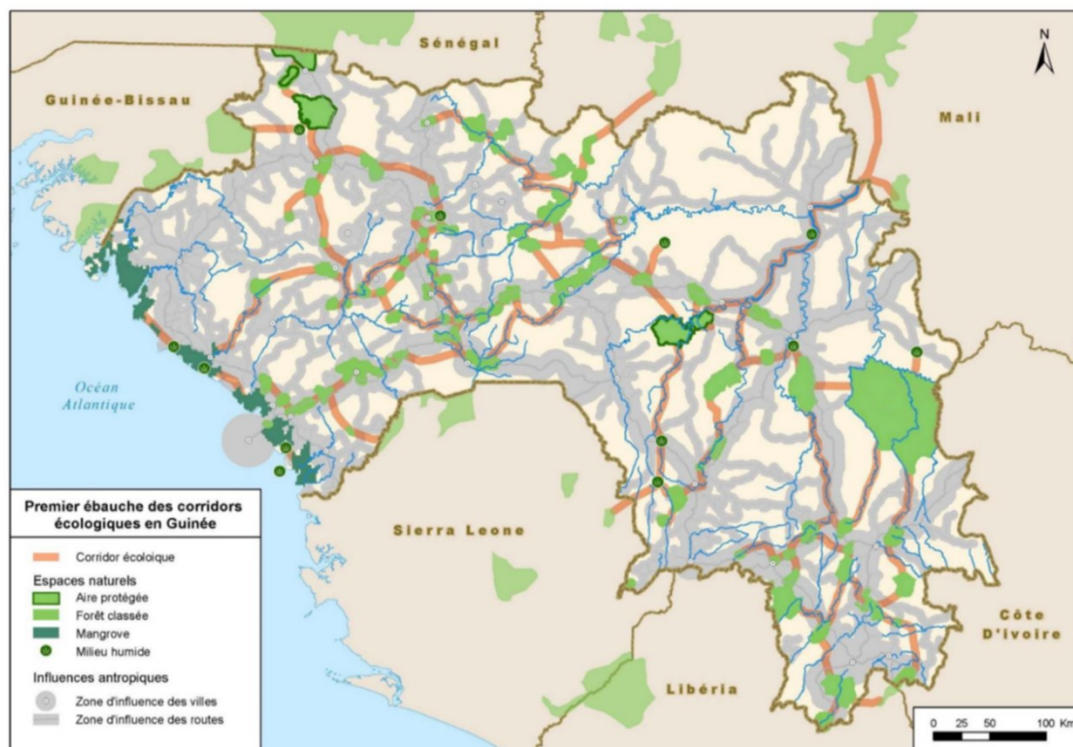 Sénégal
N
Guinée-Bissau
Mali
Océan
Atlantique
Sierra Leone
Côte
D'ivoire
Libéria
Premier ébauche des corridors
écologiques en Guinée
Corridor écoloique
Espaces naturels
Aire protégée
Forêt classée
Mangrove
Milieu humide
Influences antropiques
Zone d'influence des villes
Zone d'influence des routes
0 25 50 100 Km